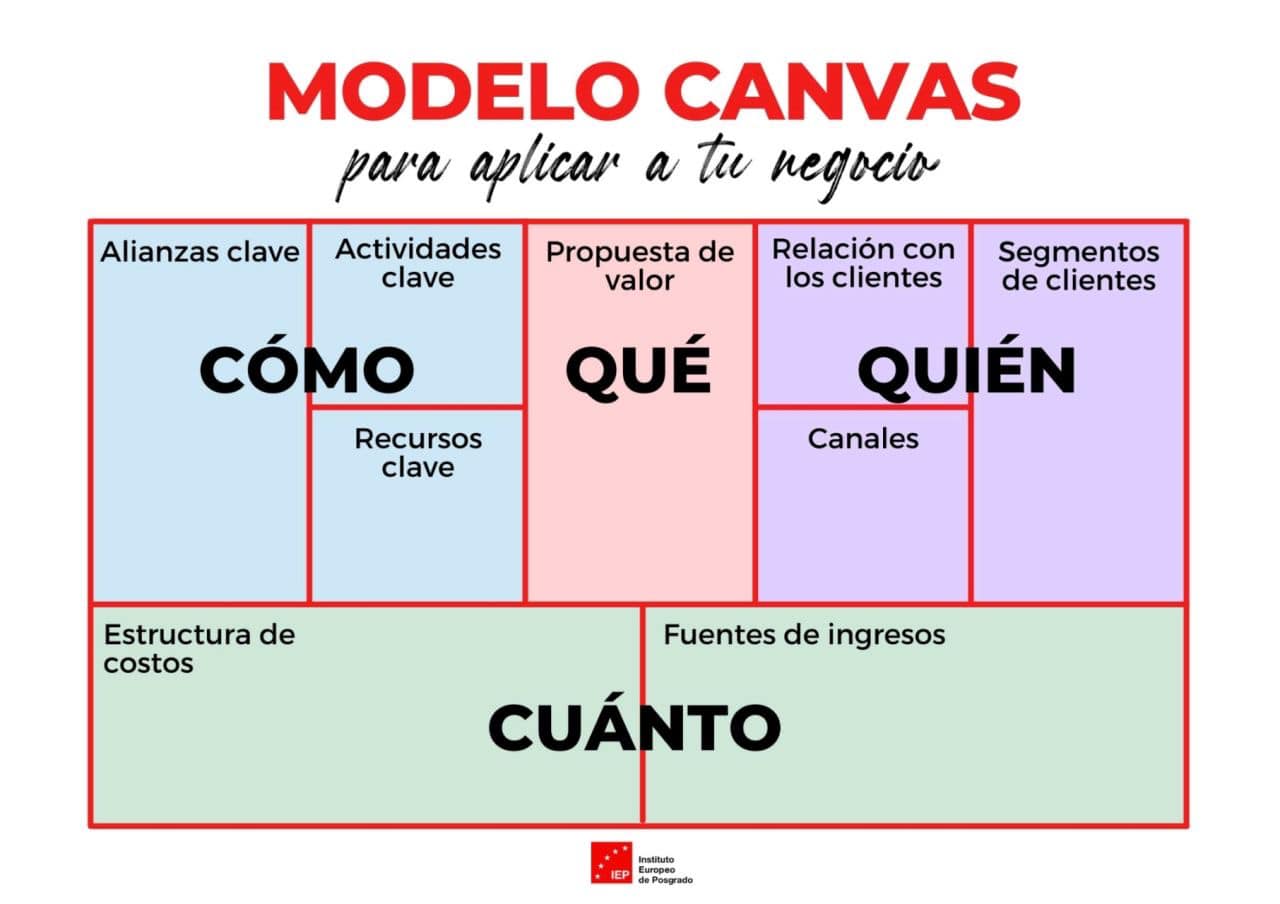 MODELO CANVAS
para aplicar a tu negocio
Alianzas clave
Actividades
clave
Propuesta de
valor
Relación con
los clientes
Segmentos
de clientes
CÓMO
QUÉ
QUIÉN
Recursos
clave
Canales
Estructura de
costos
Fuentes de ingresos
CUÁNTO
IEP
Instituto
Europeo
de Posgrado